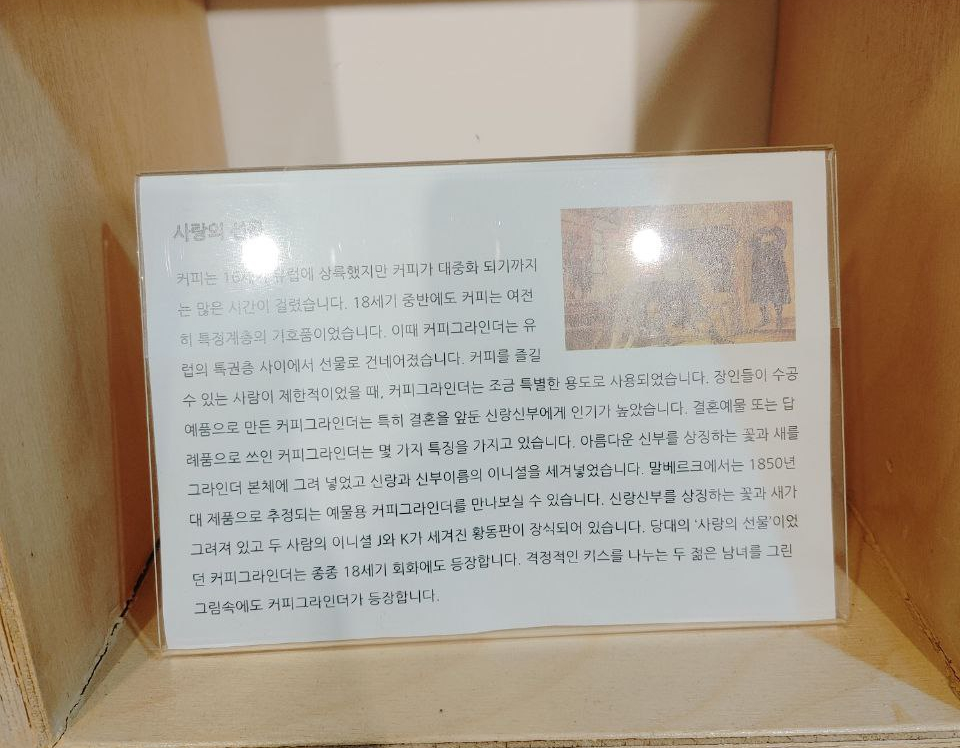 사랑의 선물
커피는 16세기 유럽에 상륙했지만 커피가 대중화 되기까지
는 많은 시간이 걸렸습니다. 18세기 중반에도 커피는 여전
히 특정계층의 기호품이었습니다. 이때 커피그라인더는 유
럽의 특권층 사이에서 선물로 건네어졌습니다. 커피를 즐길
수 있는 사람이 제한적이었을 때, 커피그라인더는 조금 특별한 용도로 사용되었습니다. 장인들이 수공
예품으로 만든 커피그라인더는 특히 결혼을 앞둔 신랑신부에게 인기가 높았습니다. 결혼예물 또는 답
례품으로 쓰인 커피그라인더는 몇 가지 특징을 가지고 있습니다. 아름다운 신부를 상징하는 꽃과 새를
그라인더 본체에 그려 넣었고 신랑과 신부이름의 이니셜을 세겨넣었습니다. 말베르크에서는 1850년
대 제품으로 추정되는 예물용 커피그라인더를 만나보실 수 있습니다. 신랑신부를 상징하는 꽃과 새가
그려져 있고 두 사람의 이니셜 J와 K가 세겨진 황동판이 장식되어 있습니다. 당대의 '사랑의 선물'이었
던 커피그라인더는 종종 18세기 회화에도 등장합니다. 격정적인 키스를 나누는 두 젊은 남녀를 그린
그림속에도 커피그라인더가 등장합니다.